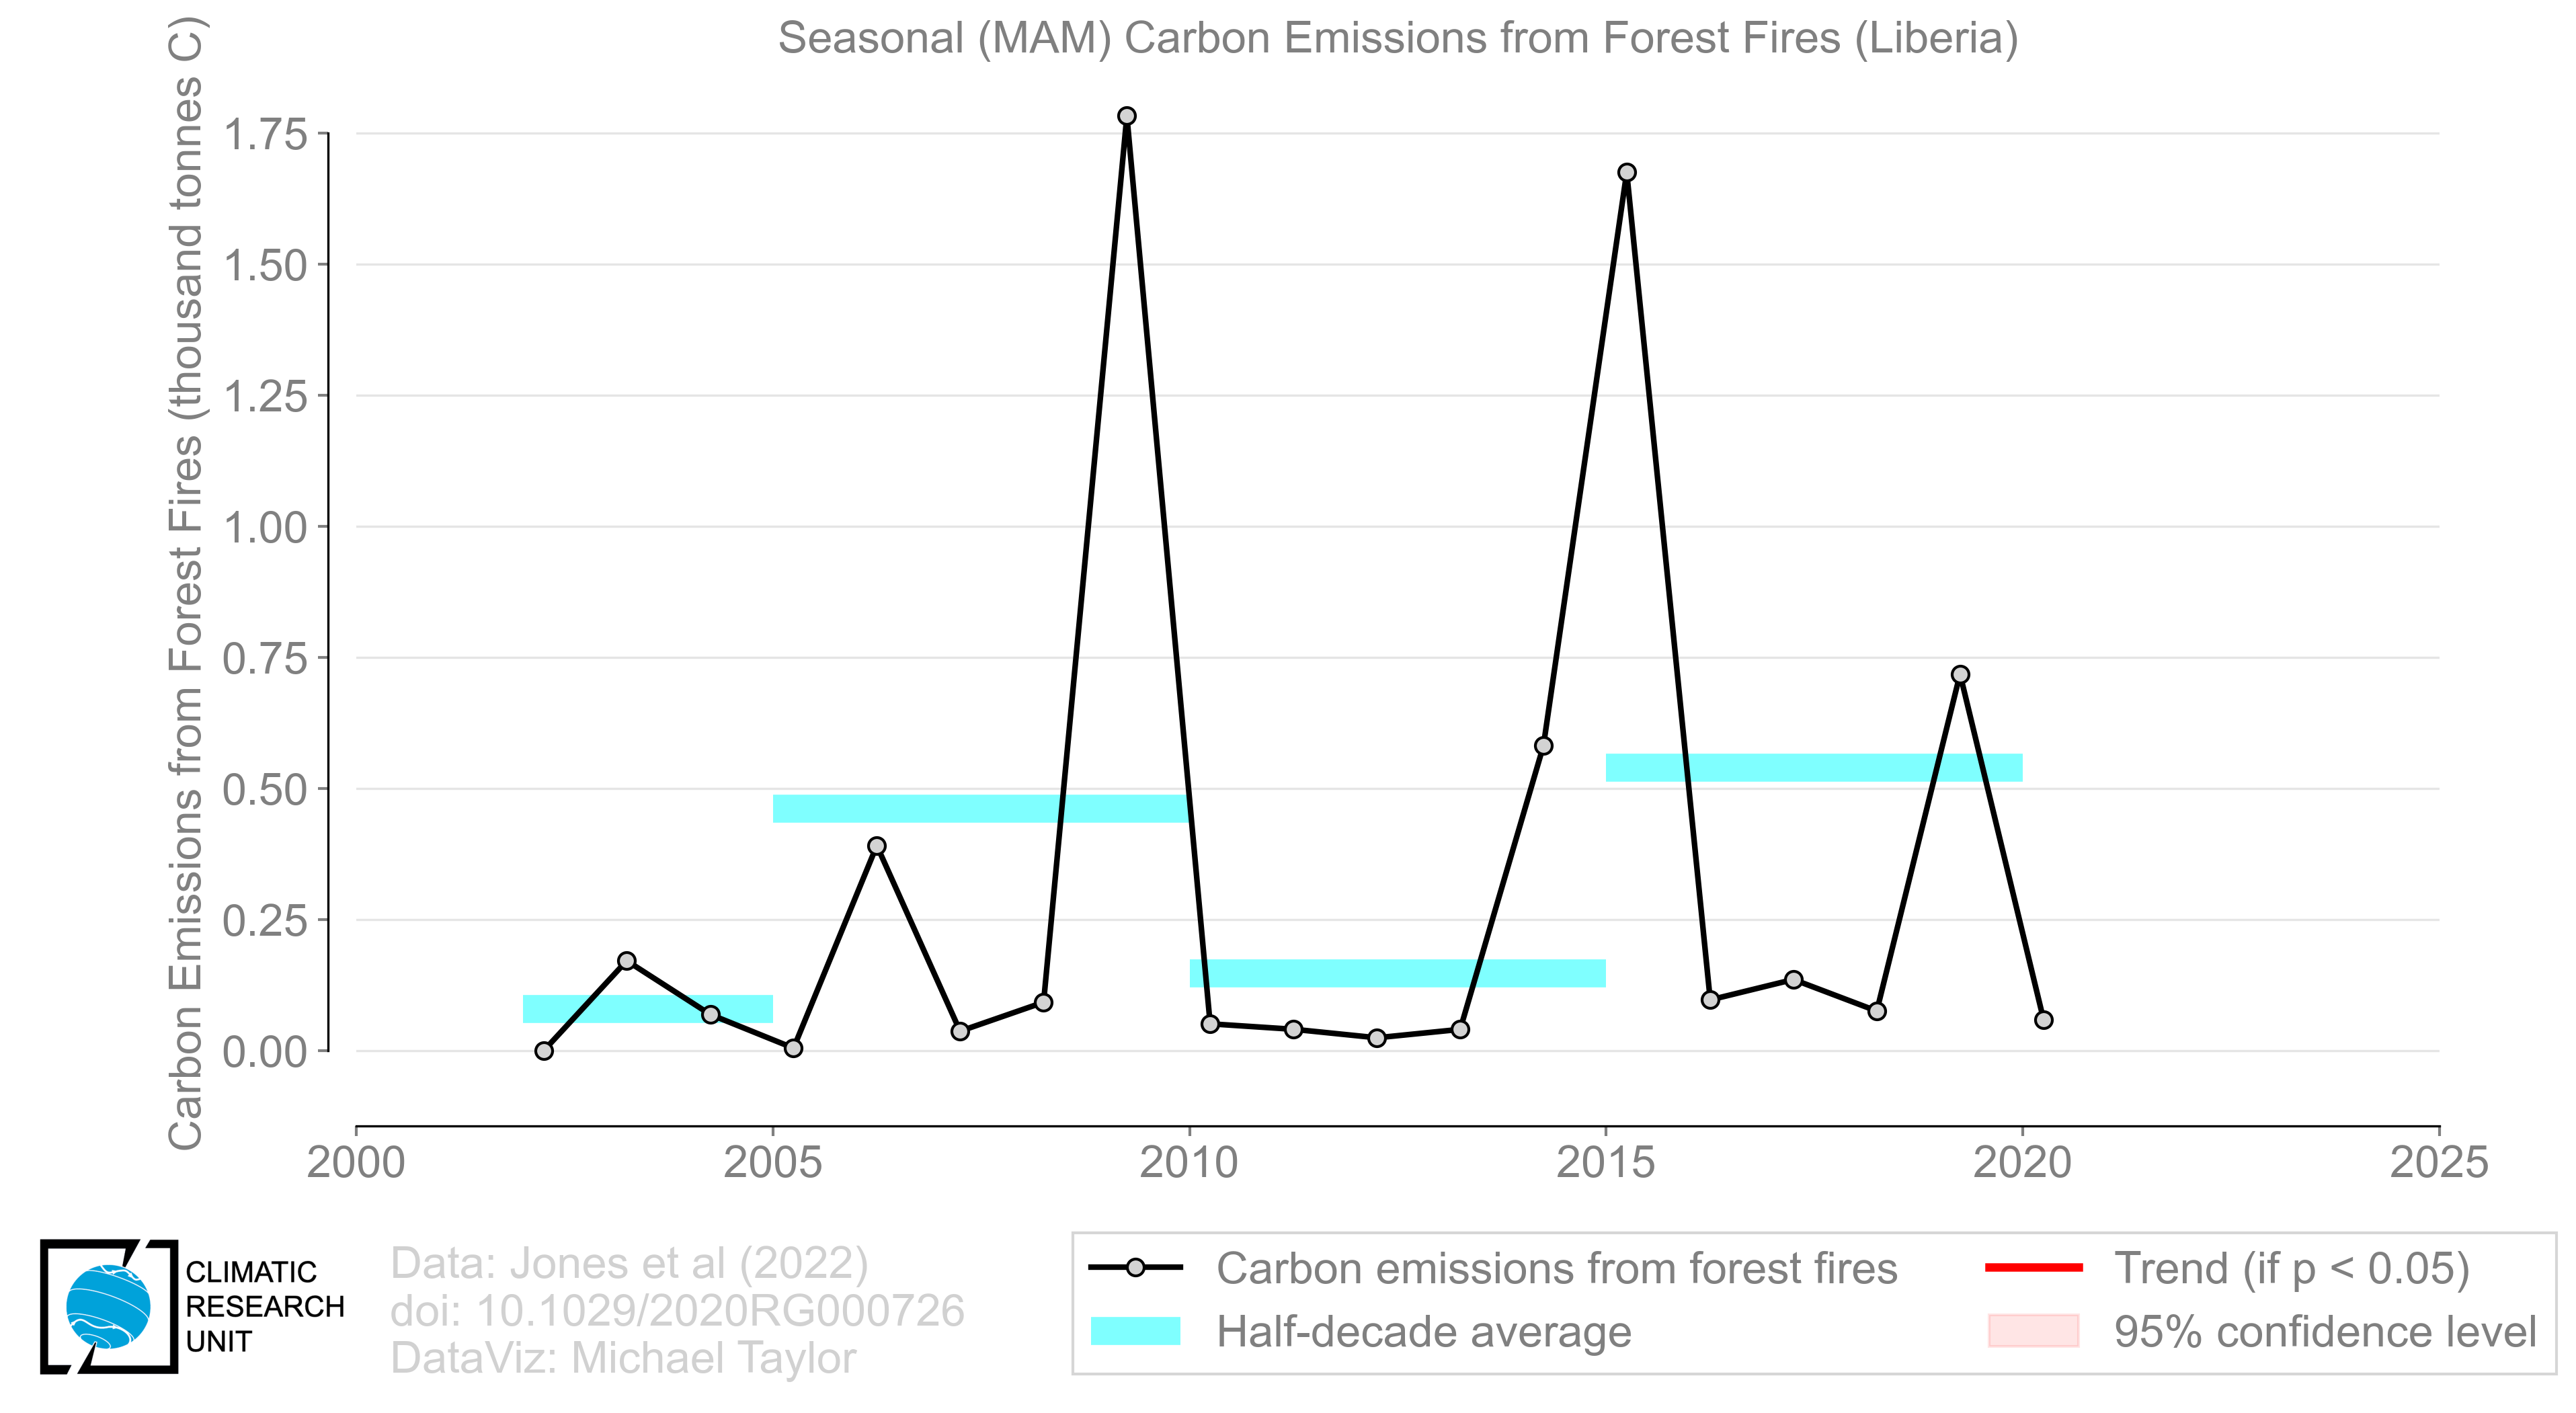 Seasonal (MAM) Carbon Emissions from Forest Fires (Liberia)
Carbon Emissions from Forest Fires (thousand tonnes C)
1.75
1.50
1.25
1.00
0.75
0.50
0.25
0.00
2000
2005
2010
2015
2020
2025
CLIMATIC
RESEARCH
UNIT
Data: Jones et al (2022)
doi: 10.1029/2020RG000726
DataViz: Michael Taylor
Carbon emissions from forest fires
Half-decade average
Trend (if p < 0.05)
95% confidence level